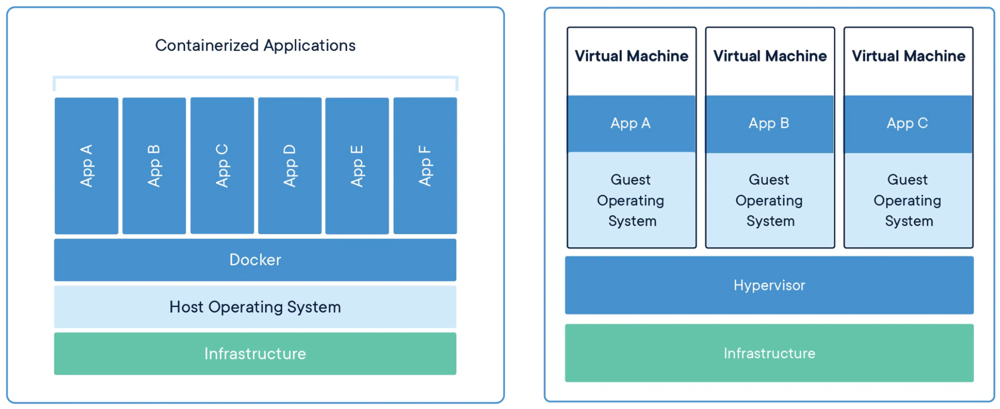 Containerized Applications
App A
App B
App C
App D
App E
App F
Docker
Host Operating System
Infrastructure
Virtual Machine
App A
Guest
Operating
System
Virtual Machine
App B
Guest
Operating
System
Virtual Machine
App C
Guest
Operating
System
Hypervisor
Infrastructure